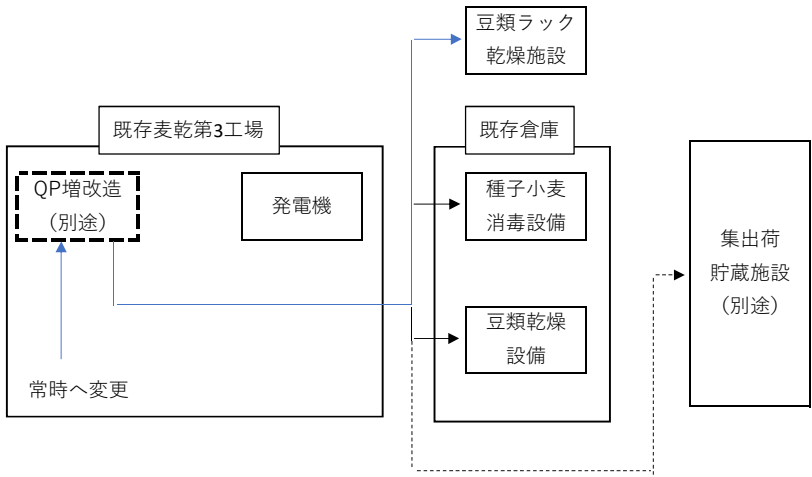 豆類ラック
乾燥施設
既存麦乾第3工場
既存倉庫
QP増改造
（別途）
発電機
種子小麦
消毒設備
集出荷
貯蔵施設
（別途）
豆類乾燥
設備
常時へ変更